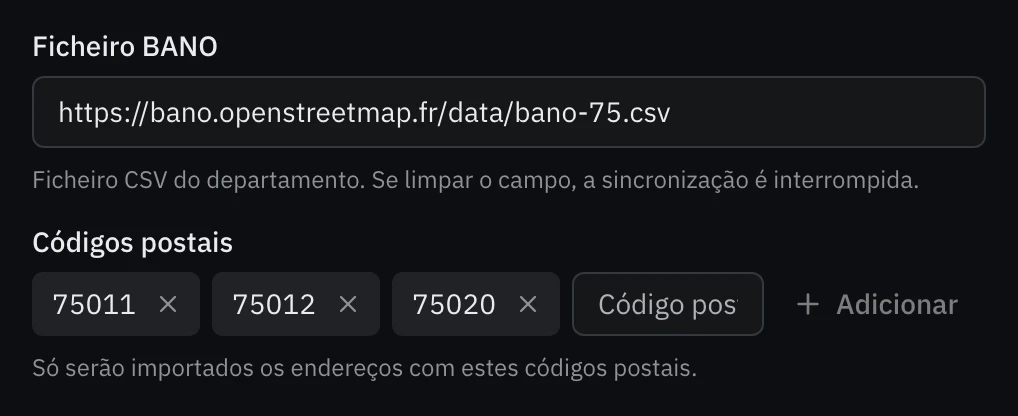 Ficheiro BANO
https://bano.openstreetmap.fr/data/bano-75.csv
Ficheiro CSV do departamento. Se limpar o campo, a sincronização é interrompida.
Códigos postais
75011 × 75012 × 75020 × Código pos + Adicionar
Só serão importados os endereços com estes códigos postais.